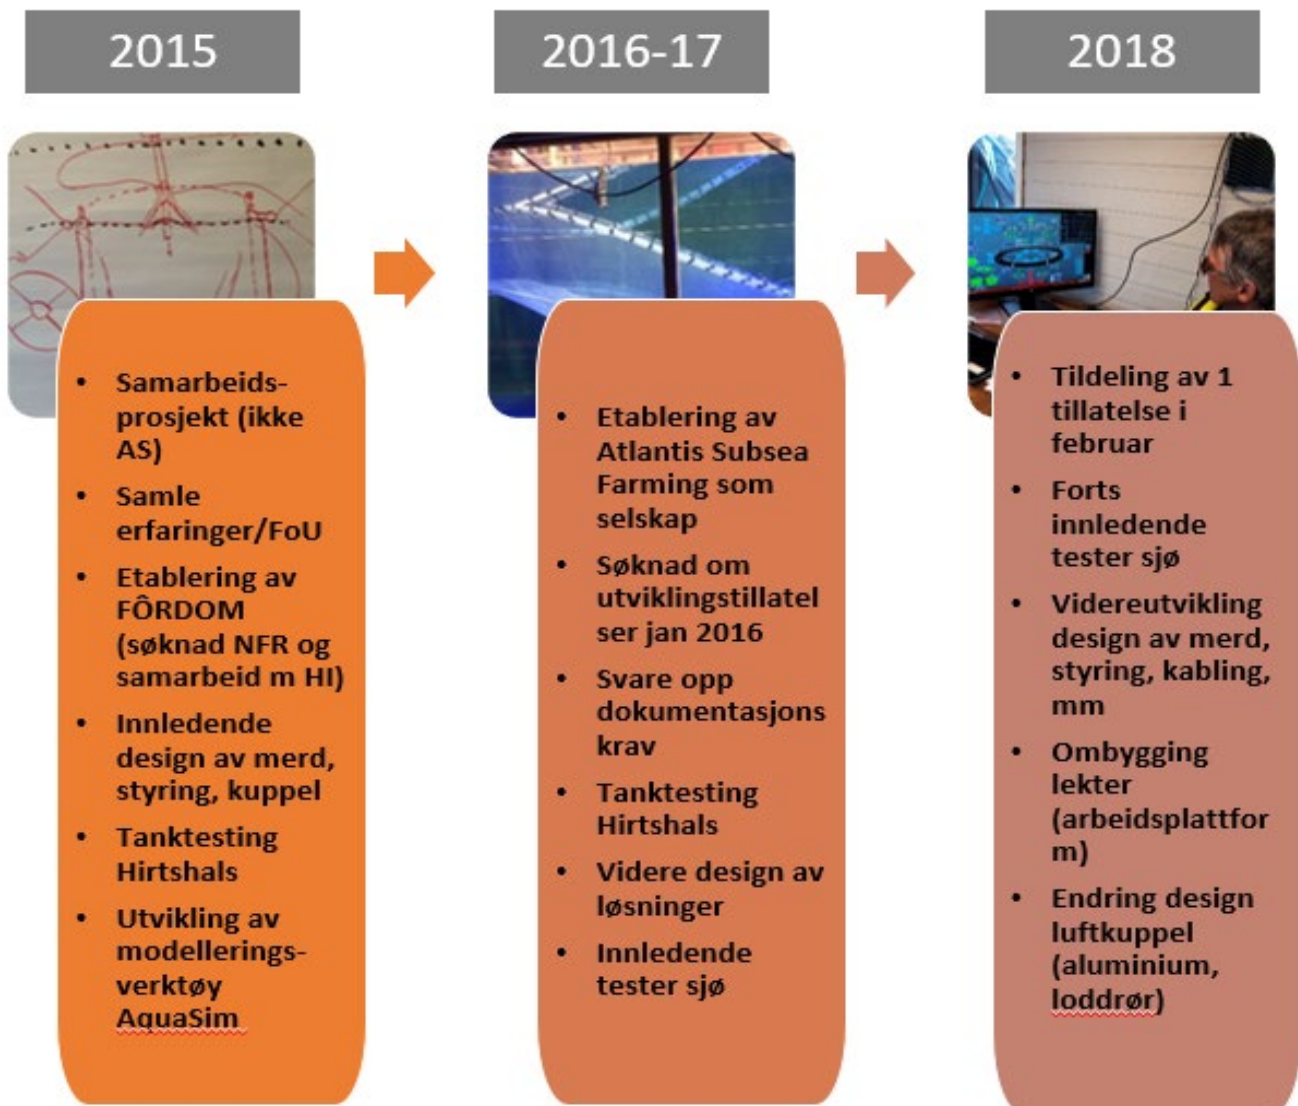 2015
Samarbeids-
prosjekt (ikke
AS)
Samle
erfaringer/FoU
Etablering av
FÔRDOM
(søknad NFR og
samarbeid m HI)
Innledende
design av merd,
styring, kuppel
Tanktesting
Hirtshals
Utvikling av
modellerings-
verktøy
AquaSim
2016-17
Etablering av
Atlantis Subsea
Farming som
selskap
Søknad om
utviklingstillatel
ser jan 2016
Svare opp
dokumentasjons
krav
Tanktesting
Hirtshals
Videre design av
løsninger
Innledende
tester sjø
2018
Tildeling av 1
tillatelse i
februar
Forts
innledende
tester sjø
Videreutvikling
design av merd,
styring, kabling,
mm
Ombygging
lekter
(arbeidsplattfor
m)
Endring design
luftkuppel
(aluminium,
loddrør)